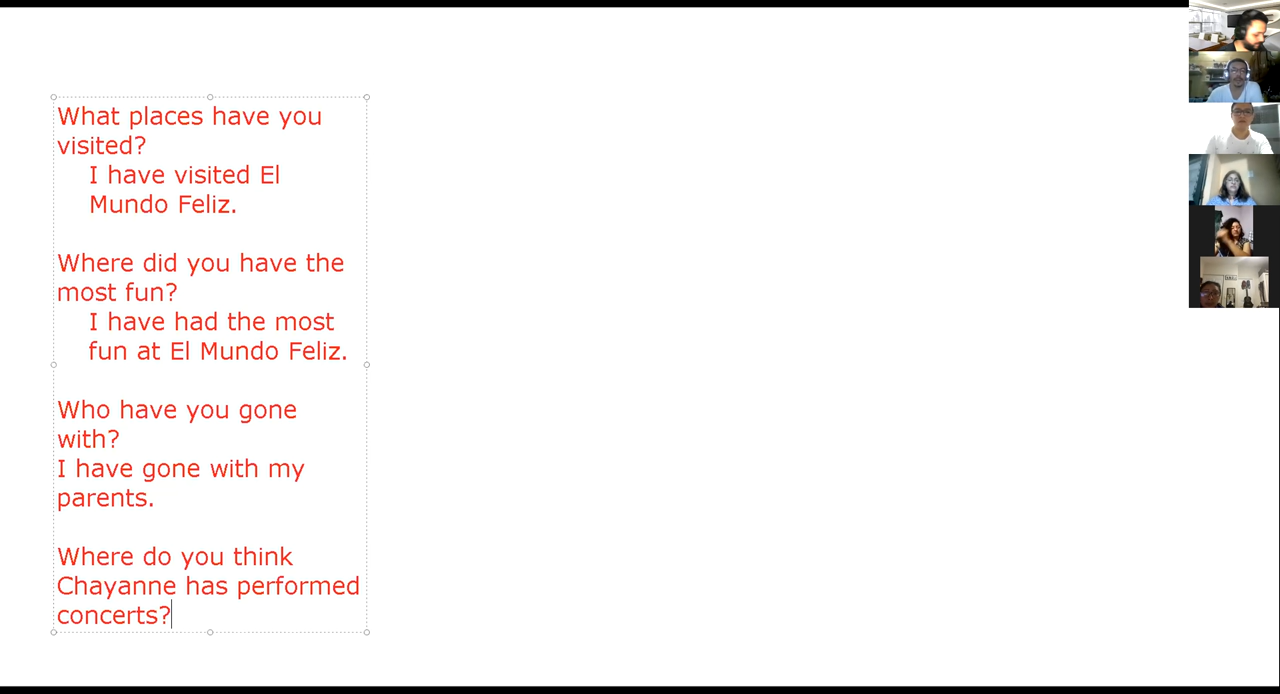 What places have you
visited?
I have visited El
Mundo Feliz.
Where did you have the
most fun?
I have had the most
fun at El Mundo Feliz.
Who have you gone
with?
I have gone with my
parents.
Where do you think
Chayanne has performed
concerts?